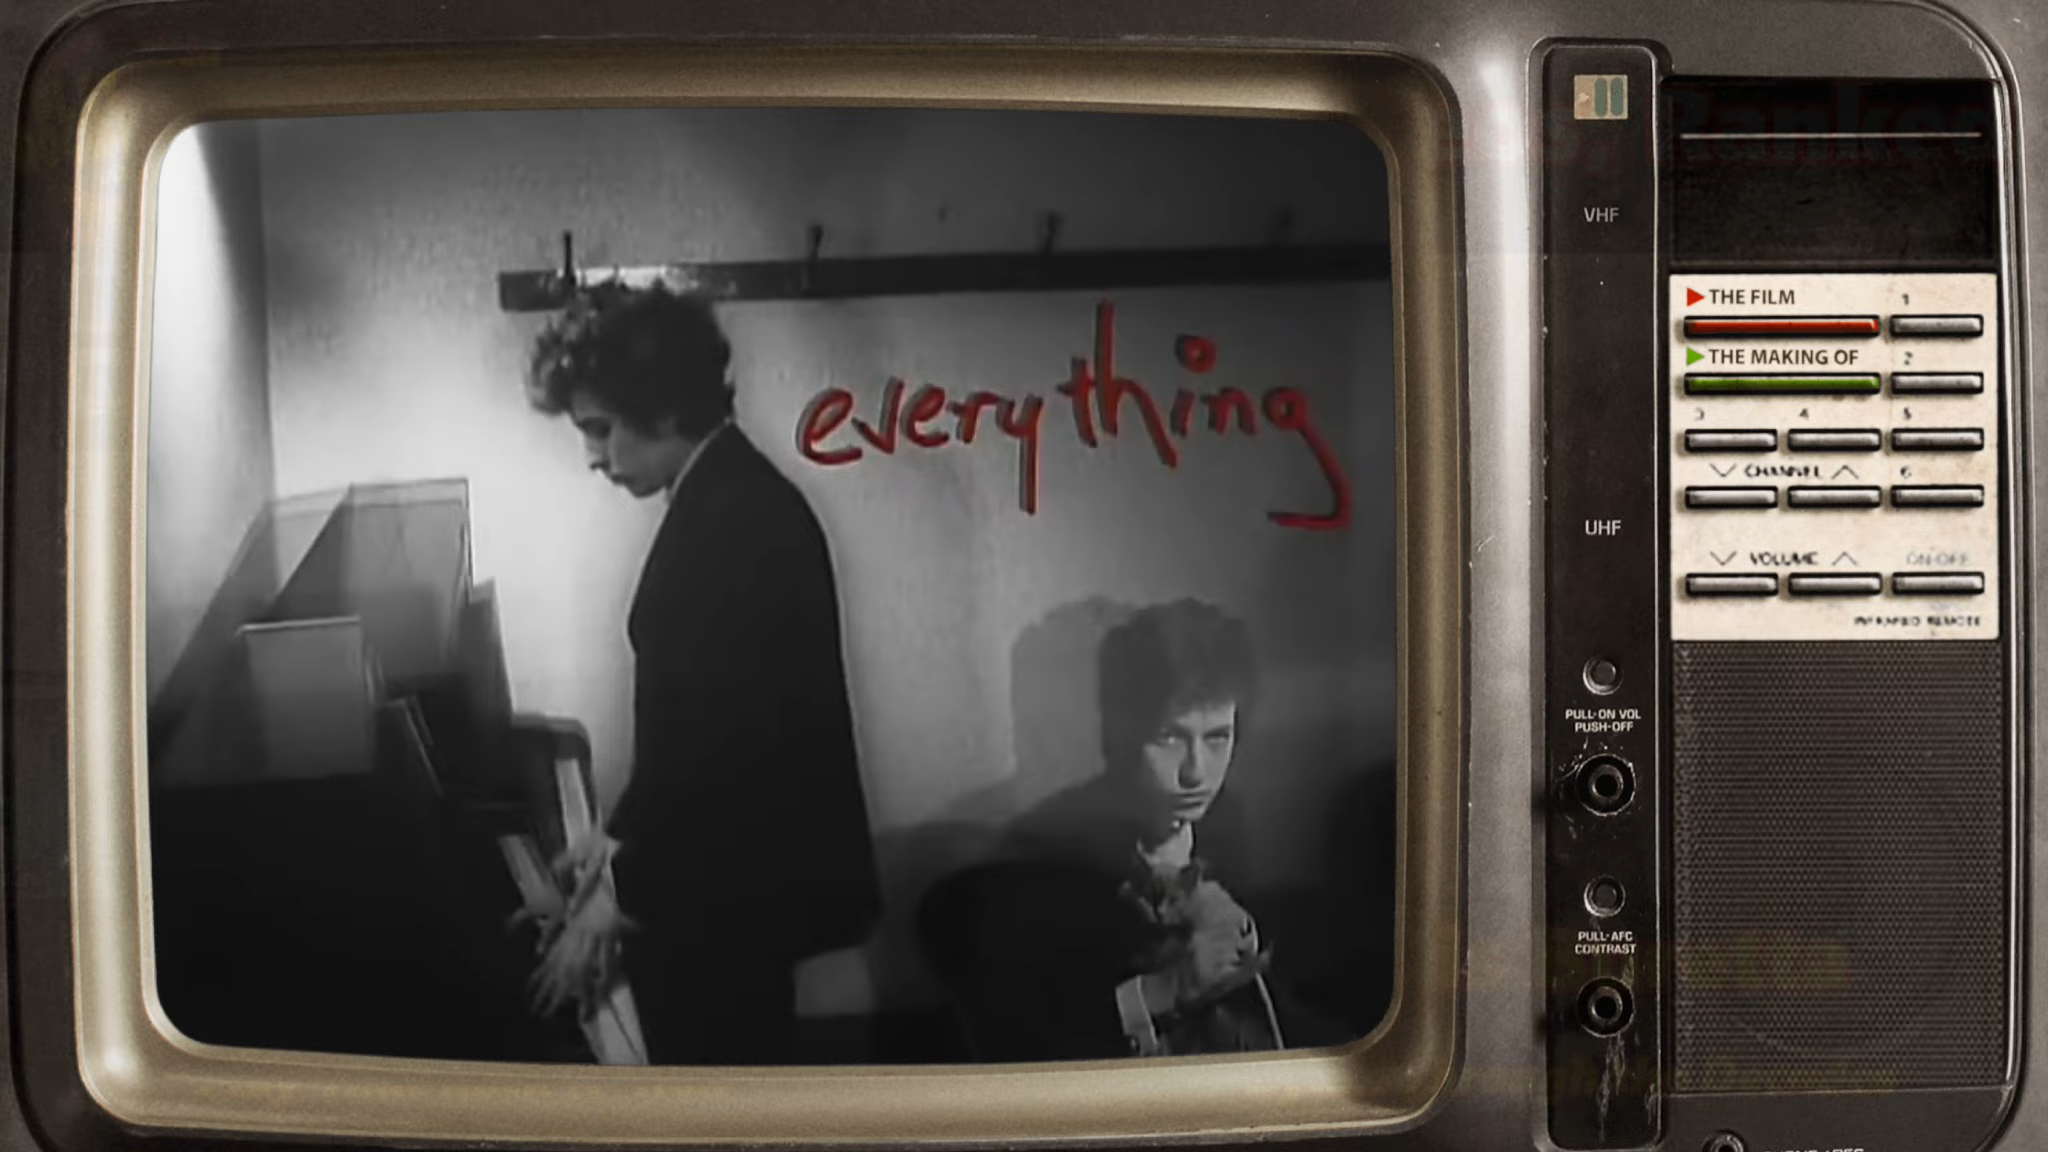 everything
VHF
UHF
PULL-ON VOL
PUSH-OFF
PULL-AFC
CONTRAST
Ranked
THE FILM
1
THE MAKING OF
2
3 4 5
CHANNEL 6
VOLUME ON-OFF
INFRARED REMOTE